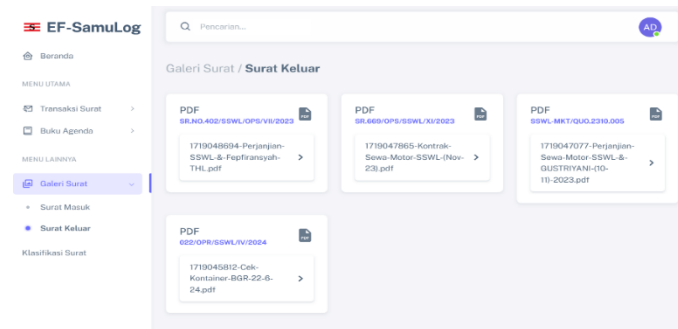 EF-SamuLog
Pencarian...
AD
Beranda
MENU UTAMA
Transaksi Surat
Buku Agenda
MENU LAINNYA
Galeri Surat
Surat Masuk
Surat Keluar
Klasifikasi Surat
Galeri Surat / Surat Keluar
PDF
SR.NO.402/SSWL/OPS/VII/2023
1719048694-Perjanjian-
SSWL-&-Fepfiransyah-
THL.pdf
PDF
SR.669/OPS/SSWL/XI/2023
1719047865-Kontrak-
Sewa-Motor-SSWL-(Nov-
23).pdf
PDF
SSWL-MKT/QUO.2310.005
1719047077-Perjanjian-
Sewa-Motor-SSWL-&-
GUSTRIYANI-(10-
11)-2023.pdf
PDF
022/OPR/SSWL/IV/2024
1719045812-Cek-
Kontainer-BGR-22-6-
24.pdf